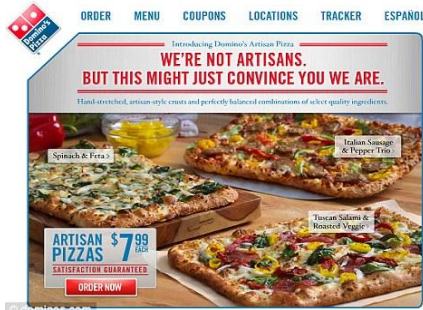 Domino's
Pizza
ORDER MENU COUPONS LOCATIONS TRACKER ESPAÑOL
Introducing Domino's Artisan Pizza
WE'RE NOT ARTISANS.
BUT THIS MIGHT JUST CONVINCE YOU WE ARE.
Hand-stretched, artisan-style crusts and perfectly balanced combinations of select quality ingredients.
Italian Sausage
& Pepper Trio >
Spinach & Feta >
Tuscan Salami &
Roasted Veggie >
ARTISAN $7.99
PIZZAS EACH
SATISFACTION GUARANTEED
ORDER NOW